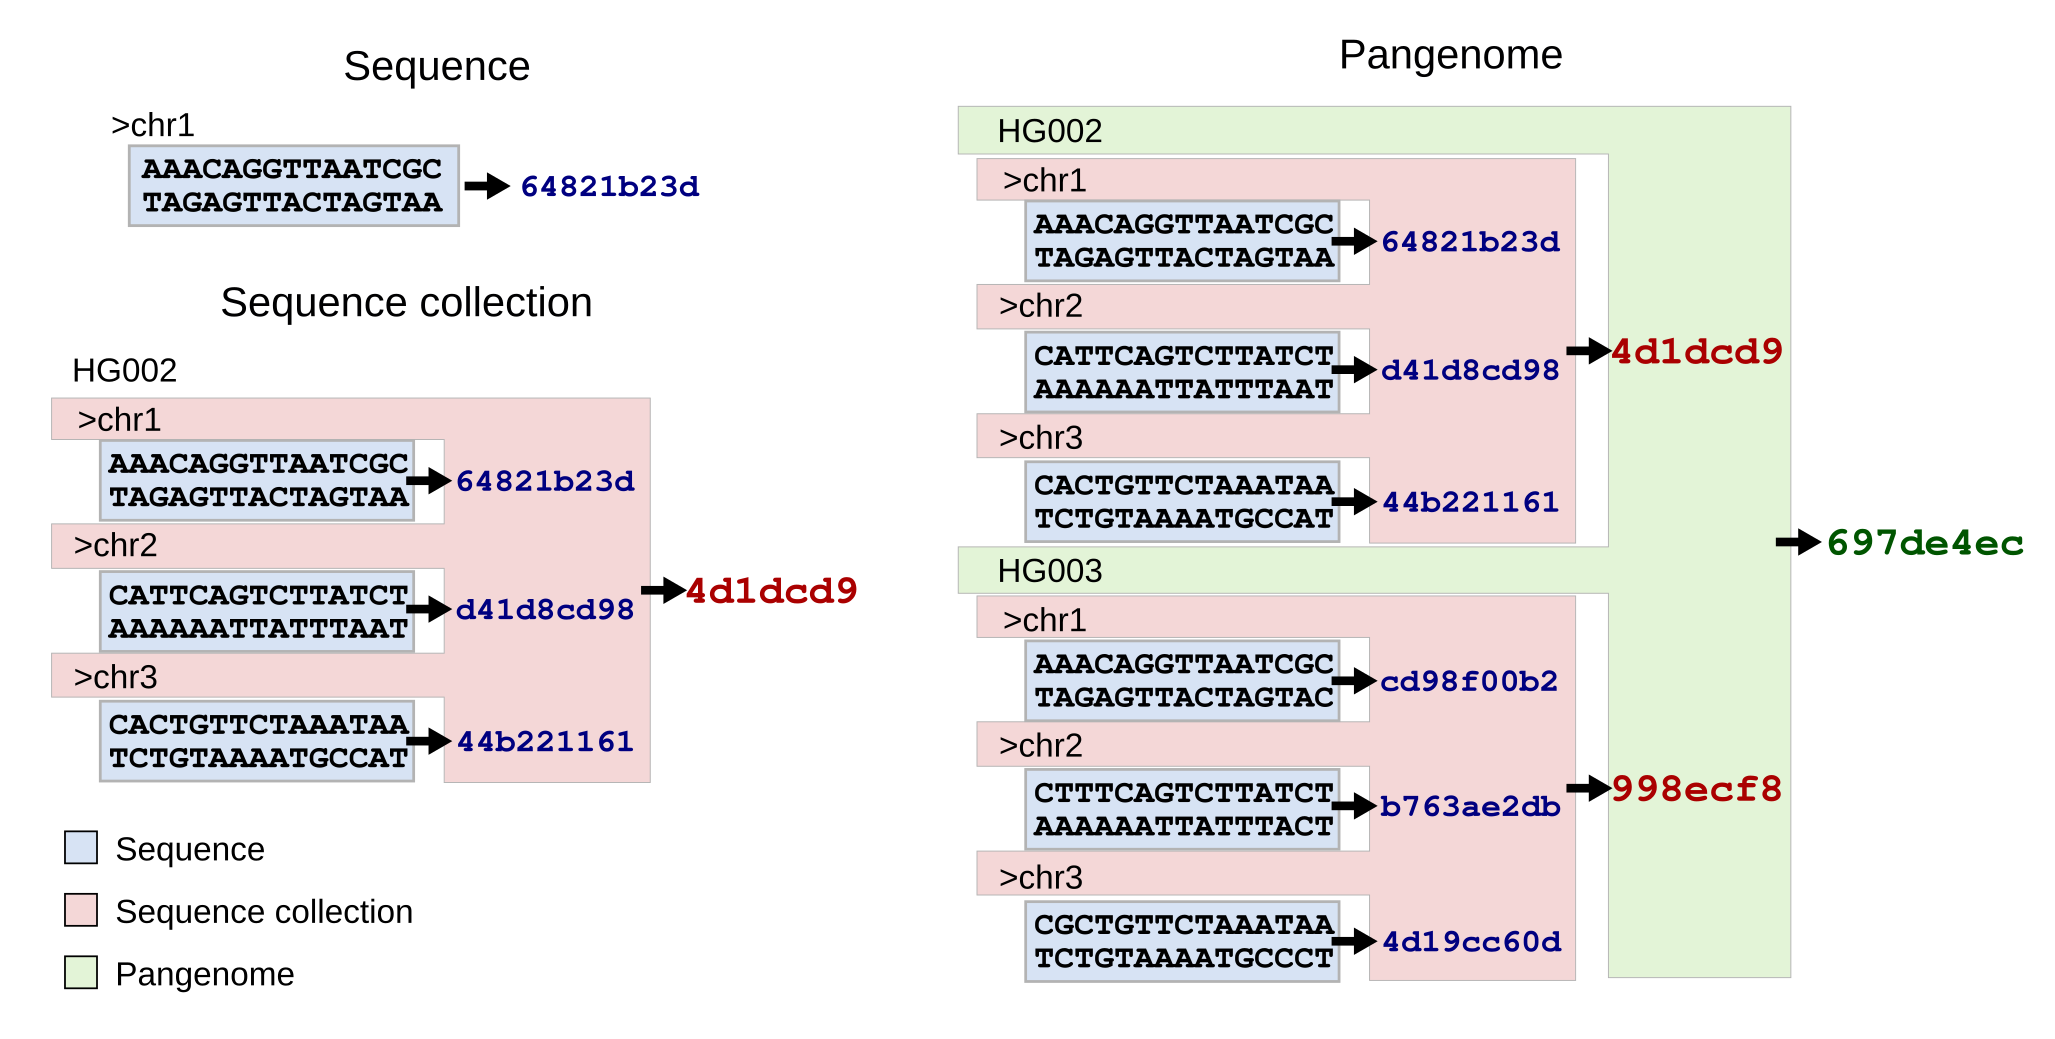 Sequence
>chr1
AAACAGGTTAATCGC
TAGAGTTACTAGTAA
64821b23d
Sequence collection
HG002
>chr1
AAACAGGTTAATCGC
TAGAGTTACTAGTAA
64821b23d
>chr2
CATTCAGTCTTATCT
AAAAAATTATTTAAT
d41d8cd98
>chr3
CACTGTTCTAAATAA
TCTGTAAAATGCCAT
44b221161
4d1dcd9
Sequence
Sequence collection
Pangenome
Pangenome
HG002
>chr1
AAACAGGTTAATCGC
TAGAGTTACTAGTAA
64821b23d
>chr2
CATTCAGTCTTATCT
AAAAAATTATTTAAT
d41d8cd98
>chr3
CACTGTTCTAAATAA
TCTGTAAAATGCCAT
44b221161
4d1dcd9
HG003
>chr1
AAACAGGTTAATCGC
TAGAGTTACTAGTAC
cd98f00b2
>chr2
CTTTCAGTCTTATCT
AAAAAATTATTTACT
b763ae2db
>chr3
CGCTGTTCTAAATAA
TCTGTAAAATGCCCT
4d19cc60d
998ecf8
697de4ec